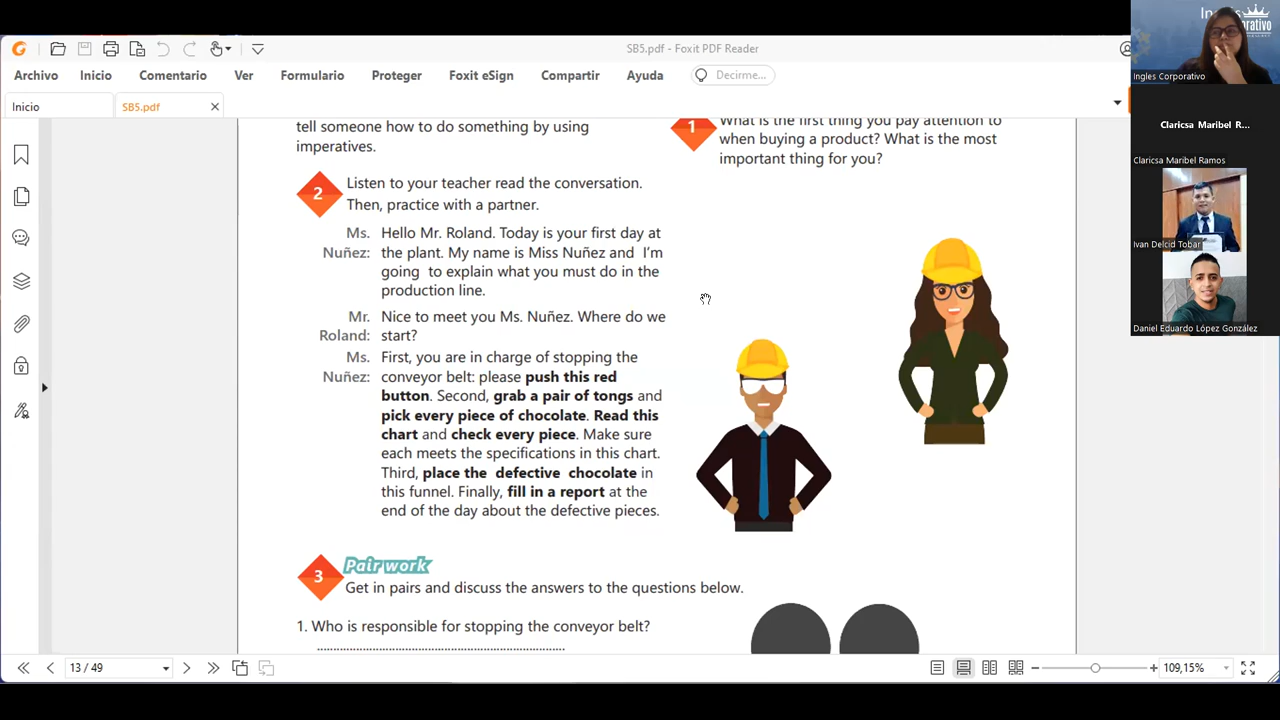 SB5.pdf - Foxit PDF Reader
Archivo Inicio Comentario Ver Formulario Proteger Foxit eSign Compartir Ayuda Decirme...
Inicio SB5.pdf
tell someone how to do something by using
imperatives.
2 Listen to your teacher read the conversation.
Then, practice with a partner.
Ms. Hello Mr. Roland. Today is your first day at
Nuñez: the plant. My name is Miss Nuñez and I'm
going to explain what you must do in the
production line.
Mr. Nice to meet you Ms. Nuñez. Where do we
Roland: start?
Ms. First, you are in charge of stopping the
Nuñez: conveyor belt: please push this red
button. Second, grab a pair of tongs and
pick every piece of chocolate. Read this
chart and check every piece. Make sure
each meets the specifications in this chart.
Third, place the defective chocolate in
this funnel. Finally, fill in a report at the
end of the day about the defective pieces.
3 Pair work
Get in pairs and discuss the answers to the questions below.
1. Who is responsible for stopping the conveyor belt?
1 What is the first thing you pay attention to
when buying a product? What is the most
important thing for you?
13 / 49
109,15%
Ingles Corporativo
Claricsa Maribel R...
Claricsa Maribel Ramos
Ivan Delcid Tobar
Daniel Eduardo López González